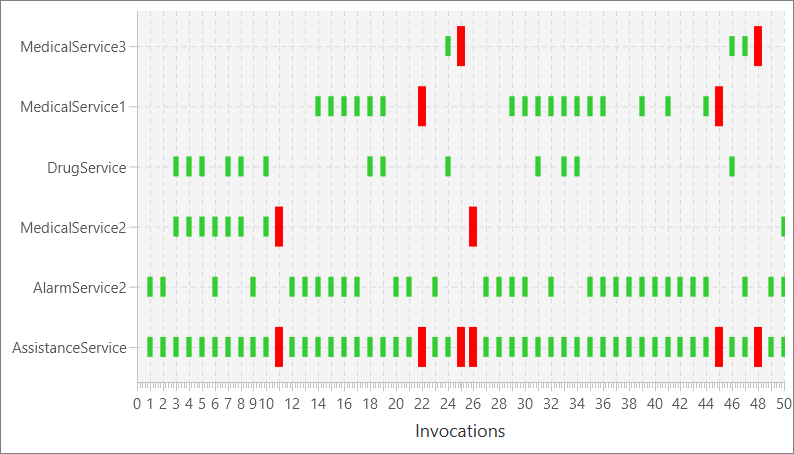 MedicalService3
MedicalService1
DrugService
MedicalService2
AlarmService2
AssistanceService
0 1 2 3 4 5 6 7 8 9 10 12 14 16 18 20 22 24 26 28 30 32 34 36 38 40 42 44 46 48 50
Invocations